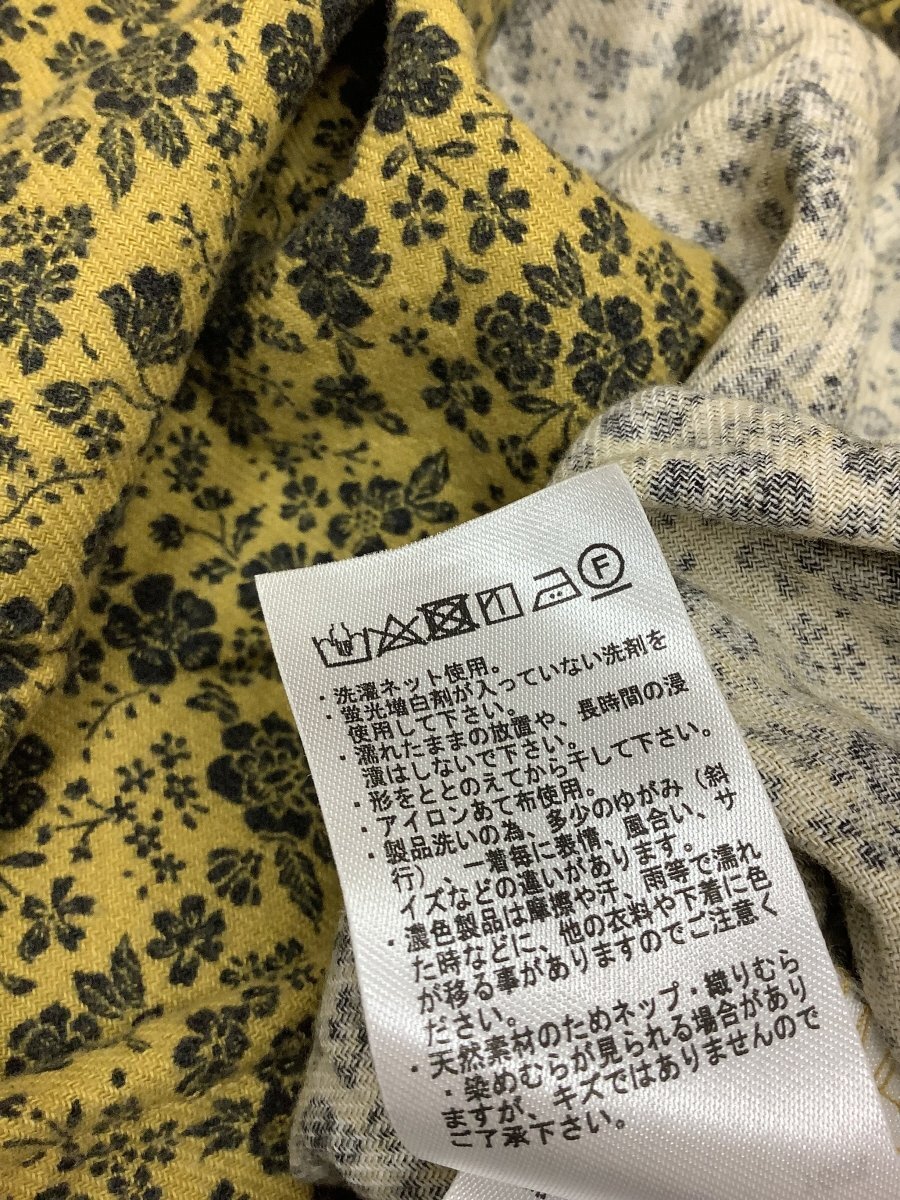 F
・洗濯ネット使用。
・蛍光増白剤が入っていない洗剤を
使用して下さい。
・濡れたままの放置や、長時間の浸
漬はしないで下さい。
・形をととのえてから干して下さい。
・アイロンあて布使用。
・製品洗いの為、多少のゆがみ(斜
行)、一着毎に表情、風合い、サ
イズなどの違いがあります。
・濃色製品は摩擦や汗、雨等で濡れ
た時などに、他の衣料や下着に色
が移る事がありますのでご注意く
ださい。
・天然素材のためネップ・織りむら
・染めむらが見られる場合があり
ますが、キズではありませんので
ご了承下さい。